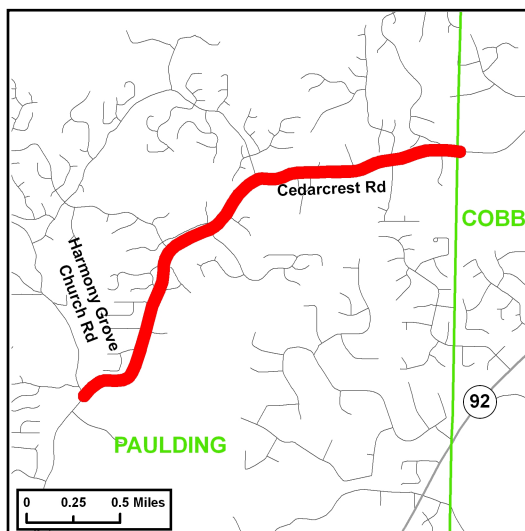 Cedarcrest Rd
COBB
Harmony Grove
Church Rd
92
PAULDING
0 0.25 0.5 Miles